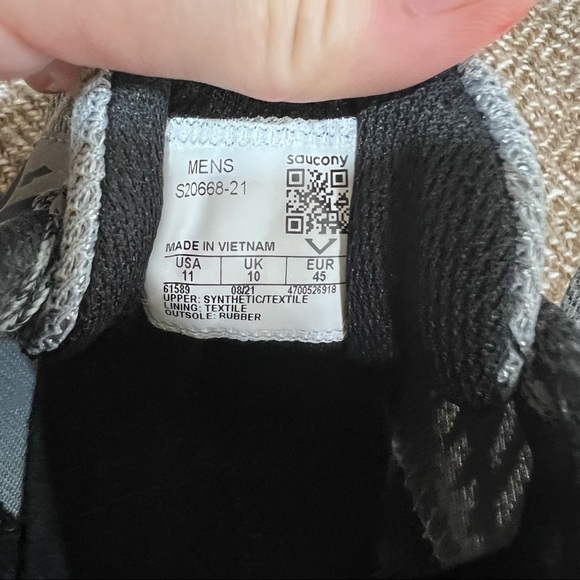 MENS
S20668-21
saucony
MADE IN VIETNAM
USA UK EUR
11 10 45
61589 08/21 4700526918
UPPER: SYNTHETIC/TEXTILE
LINING: TEXTILE
OUTSOLE: RUBBER